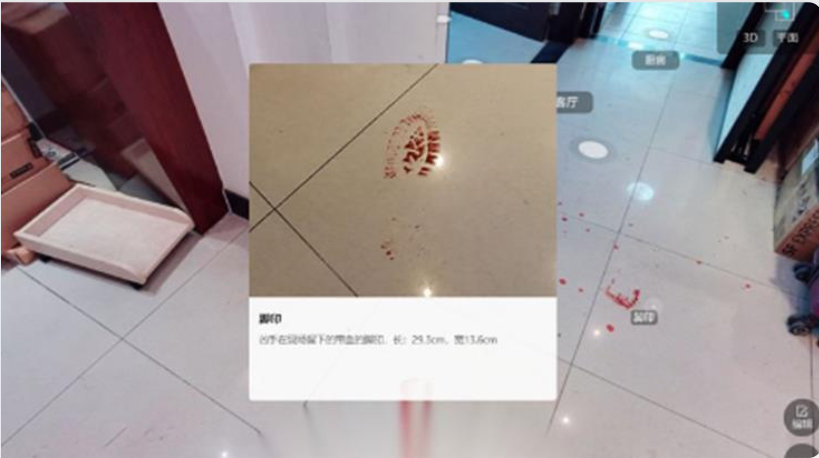 3D 平面
厨房
客厅
脚印
凶手在现场留下的带血的脚印，长：29.3cm，宽13.6cm
脚印
编辑